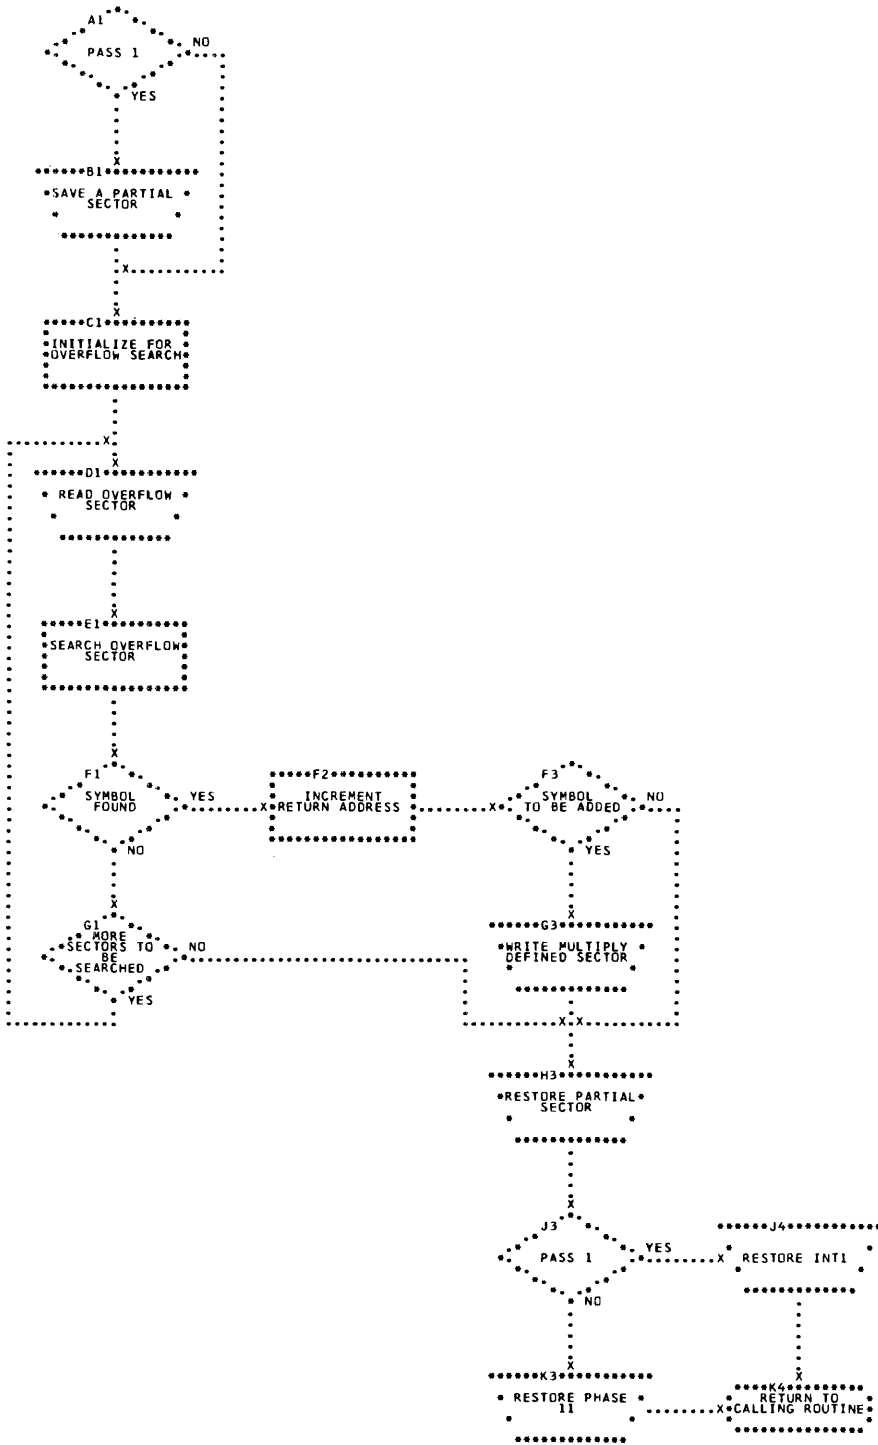 A1
PASS 1
NO
YES
B1
SAVE A PARTIAL
SECTOR
C1
INITIALIZE FOR
OVERFLOW SEARCH
D1
READ OVERFLOW
SECTOR
E1
SEARCH OVERFLOW
SECTOR
F1
SYMBOL
FOUND
YES
NO
F2
INCREMENT
RETURN ADDRESS
F3
SYMBOL
TO BE ADDED
NO
YES
G1
MORE
SECTORS TO
BE
SEARCHED
NO
YES
G3
WRITE MULTIPLY
DEFINED SECTOR
H3
RESTORE PARTIAL
SECTOR
J3
PASS 1
YES
NO
J4
RESTORE INT1
K3
RESTORE PHASE
11
K4
RETURN TO
CALLING ROUTINE